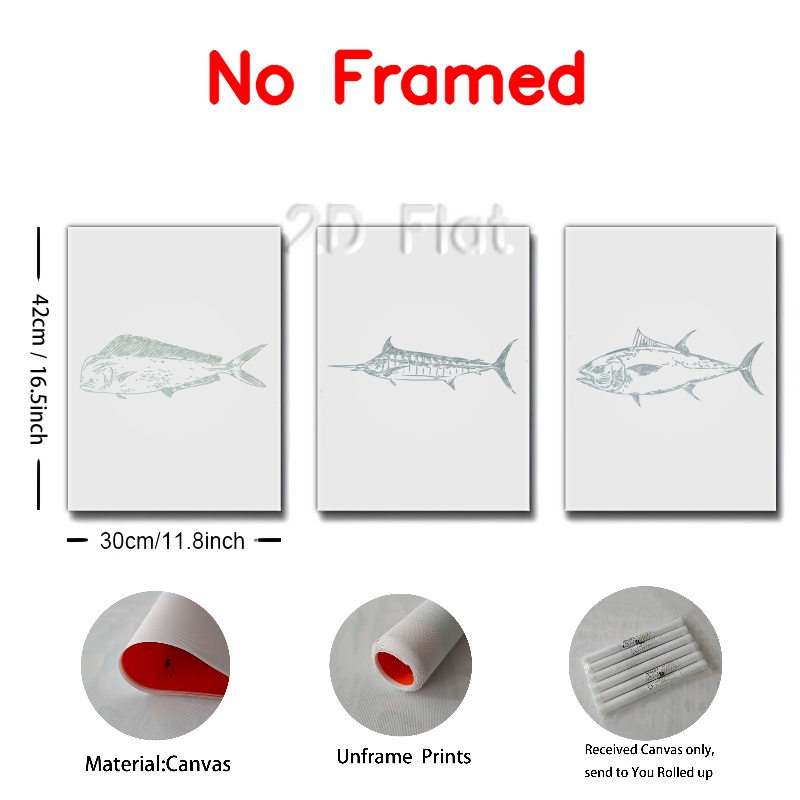 No Framed
2.D Flat
42cm / 16.5inch
30cm/11.8inch
Material:Canvas
Unframe Prints
Received Canvas only,
send to You Rolled up